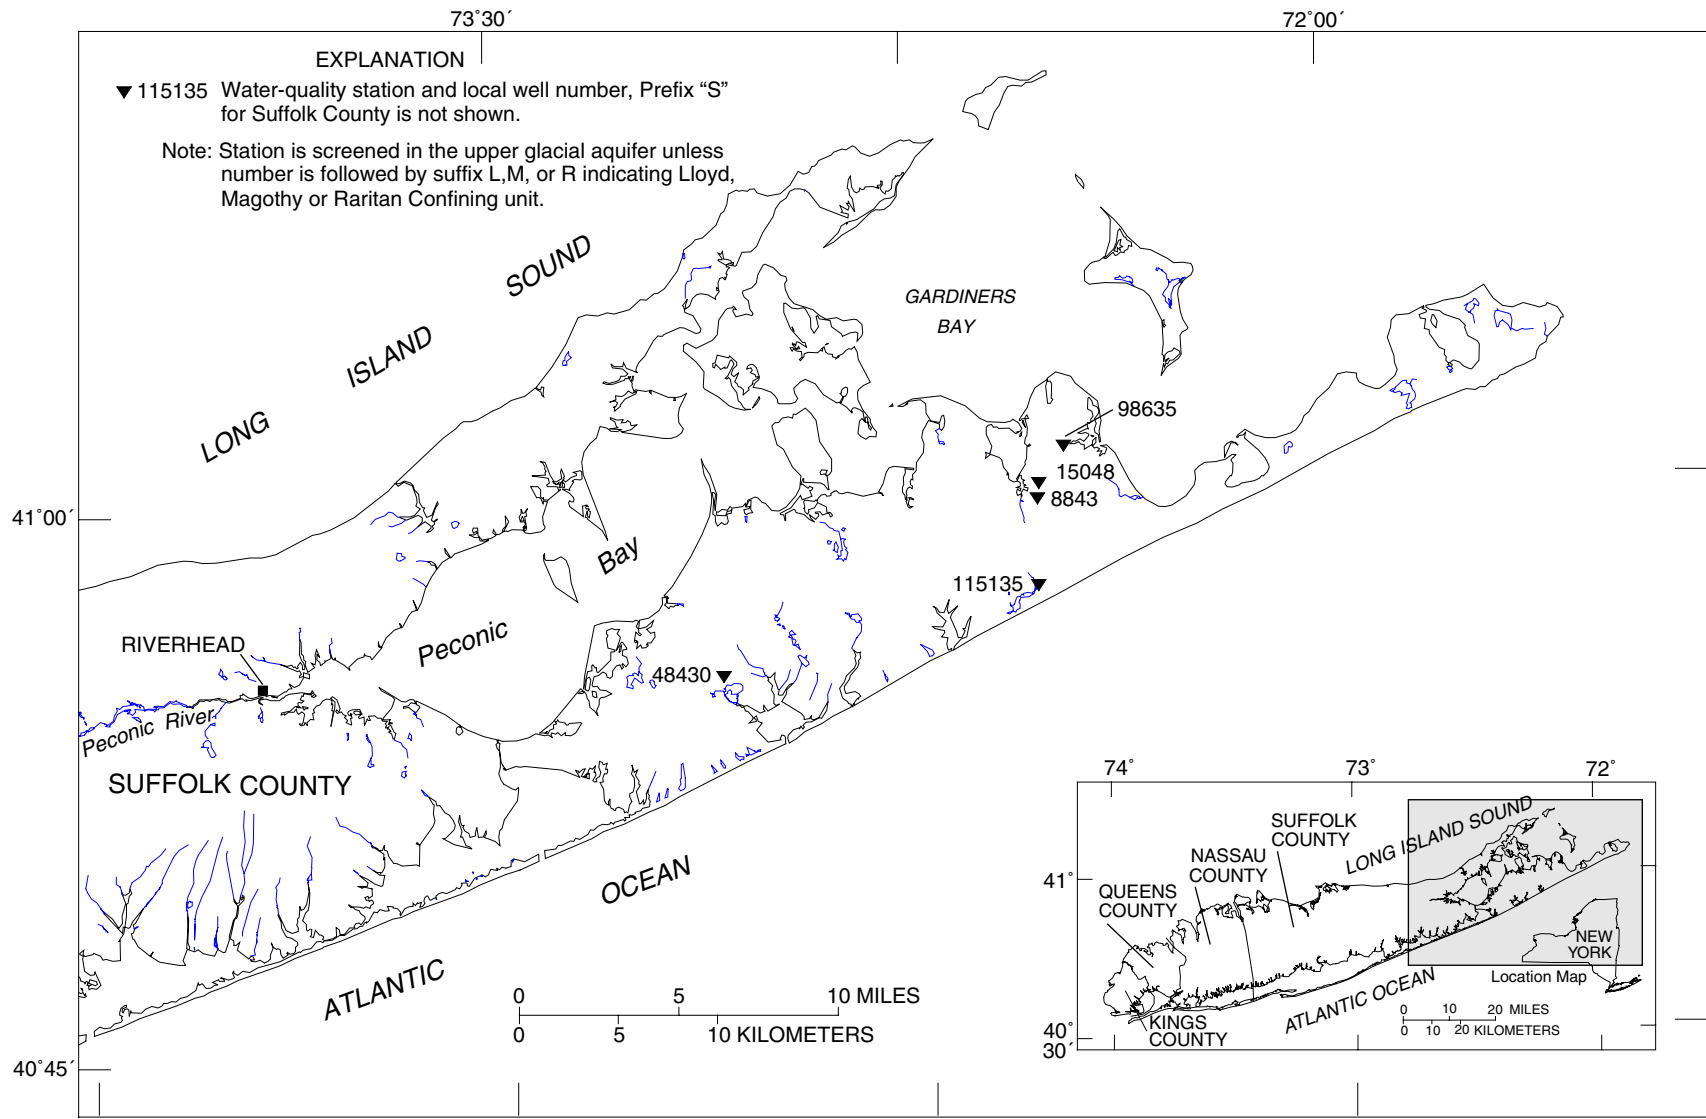 73°30´
72°00´
EXPLANATION
115135 Water-quality station and local well number, Prefix “S”
for Suffolk County is not shown.
Note: Station is screened in the upper glacial aquifer unless
number is followed by suffix L,M, or R indicating Lloyd,
Magothy or Raritan Confining unit.
LONG ISLAND SOUND
GARDINERS
BAY
98635
15048
8843
41°00´
Bay
115135
Peconic
RIVERHEAD
48430
Peconic River
SUFFOLK COUNTY
OCEAN
ATLANTIC
0 5 10 MILES
0 5 10 KILOMETERS
40°45´
74°
73°
72°
LONG ISLAND SOUND
SUFFOLK
COUNTY
NASSAU
COUNTY
41°
QUEENS
COUNTY
NEW
YORK
Location Map
ATLANTIC OCEAN
0 10 20 MILES
0 10 20 KILOMETERS
KINGS
COUNTY
40°
30´